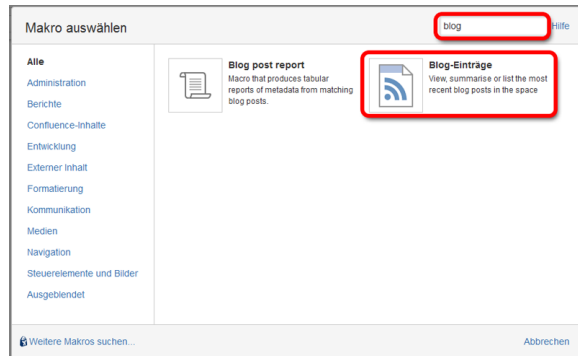 Makro auswählen
blog
Hilfe
Alle
Administration
Berichte
Confluence-Inhalte
Entwicklung
Externer Inhalt
Formatierung
Kommunikation
Medien
Navigation
Steuerelemente und Bilder
Ausgeblendet
Blog post report
Macro that produces tabular
reports of metadata from matching
blog posts.
Blog-Einträge
View, summarise or list the most
recent blog posts in the space
Weitere Makros suchen...
Abbrechen